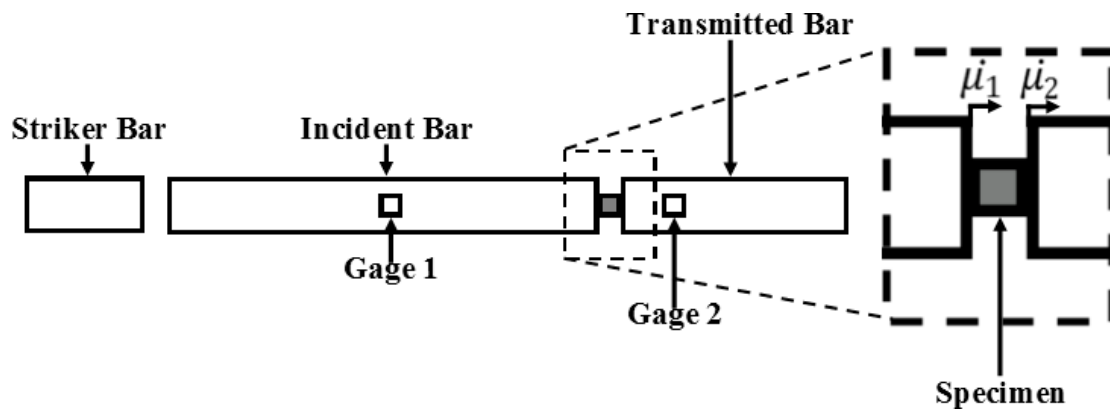 Transmitted Bar
Striker Bar
Incident Bar
μ̇₁ μ̇₂
Gage 1
Gage 2
Specimen